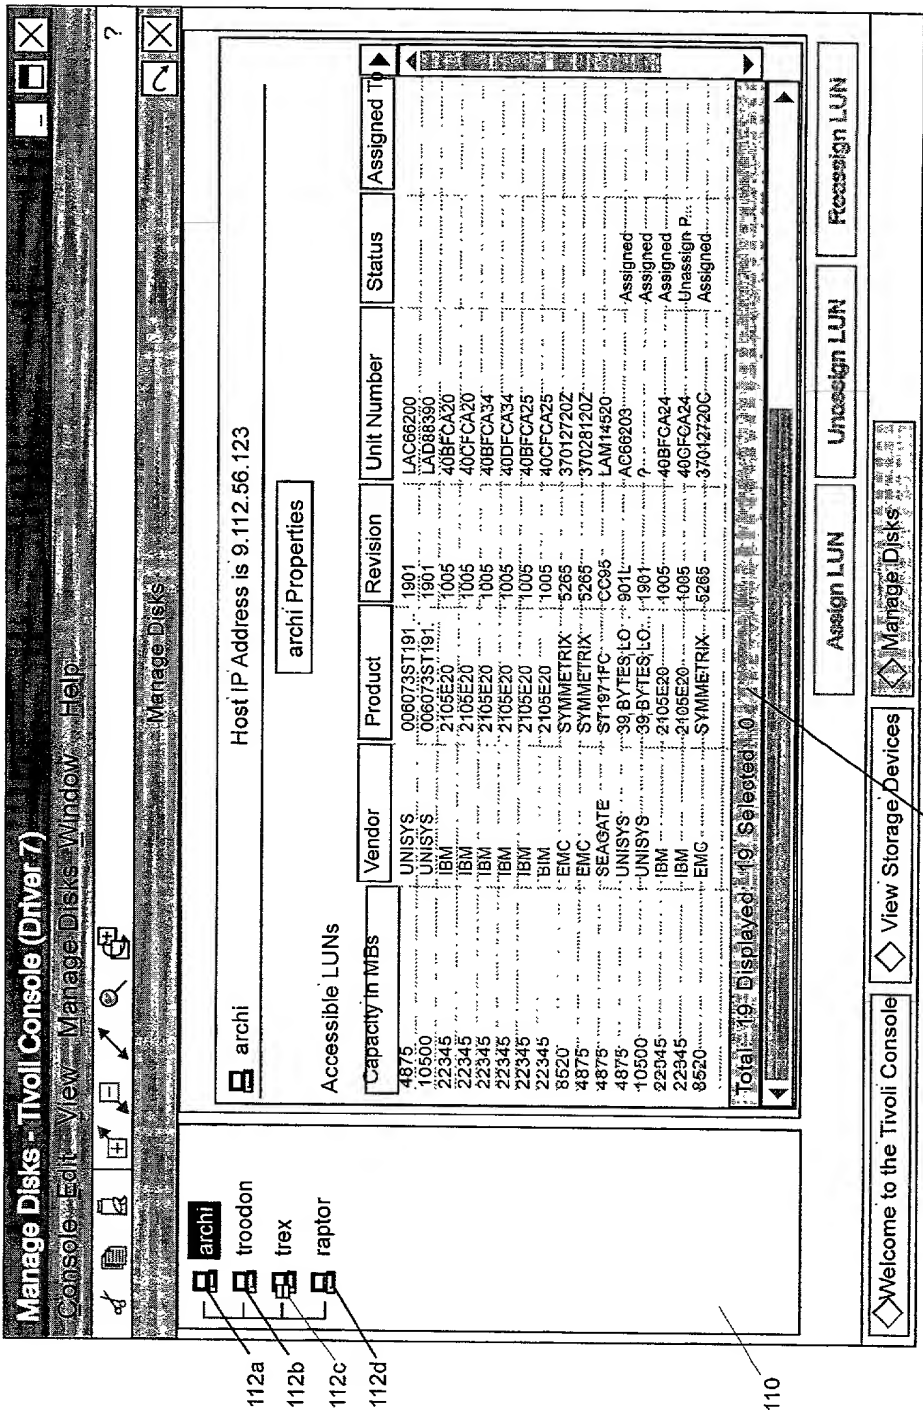 Manage Disks - Tivoli Console (Driver 7)
Console Edit View Manage Disks Window Help
?
Manage Disks
archi
troodon
trex
raptor
112a
112b
112c
112d
110
archi Host IP Address is 9.112.56.123
archi Properties
Accessible LUNs
Capacity in MBs Vendor Product Revision Unit Number Status Assigned To
4875 UNISYS 006073ST191 1901 LAC66200
10500 UNISYS 006073ST191 1901 LAD88390
22345 IBM 2105E20 1005 40BFCA20
22345 IBM 2105E20 1005 40CFCA20
22345 IBM 2105E20 1005 40BFCA34
22345 IBM 2105E20 1005 40DFCA34
22345 IBM 2105E20 1005 40BFCA25
22345 BIM 2105E20 1005 40CFCA25
8520 EMC SYMMETRIX 5265 37012720Z
4875 EMC SYMMETRIX 5265 37028120Z
4875 SEAGATE ST1971FC CC95 LAM14520
4875 UNISYS 39,BYTES,LO 901L AC66203 Assigned
10500 UNISYS 39,BYTES,LO 1901 ? Assigned
22345 IBM 2105E20 1005 40BFCA24 Assigned
22345 IBM 2105E20 1005 40GFCA24 Unassign P...
8520 EMC SYMMETRIX 5265 37012720C Assigned
Total 19 Displayed 19 Selected 0
Assign LUN Unassign LUN Reassign LUN
Welcome to the Tivoli Console View Storage Devices Manage Disks